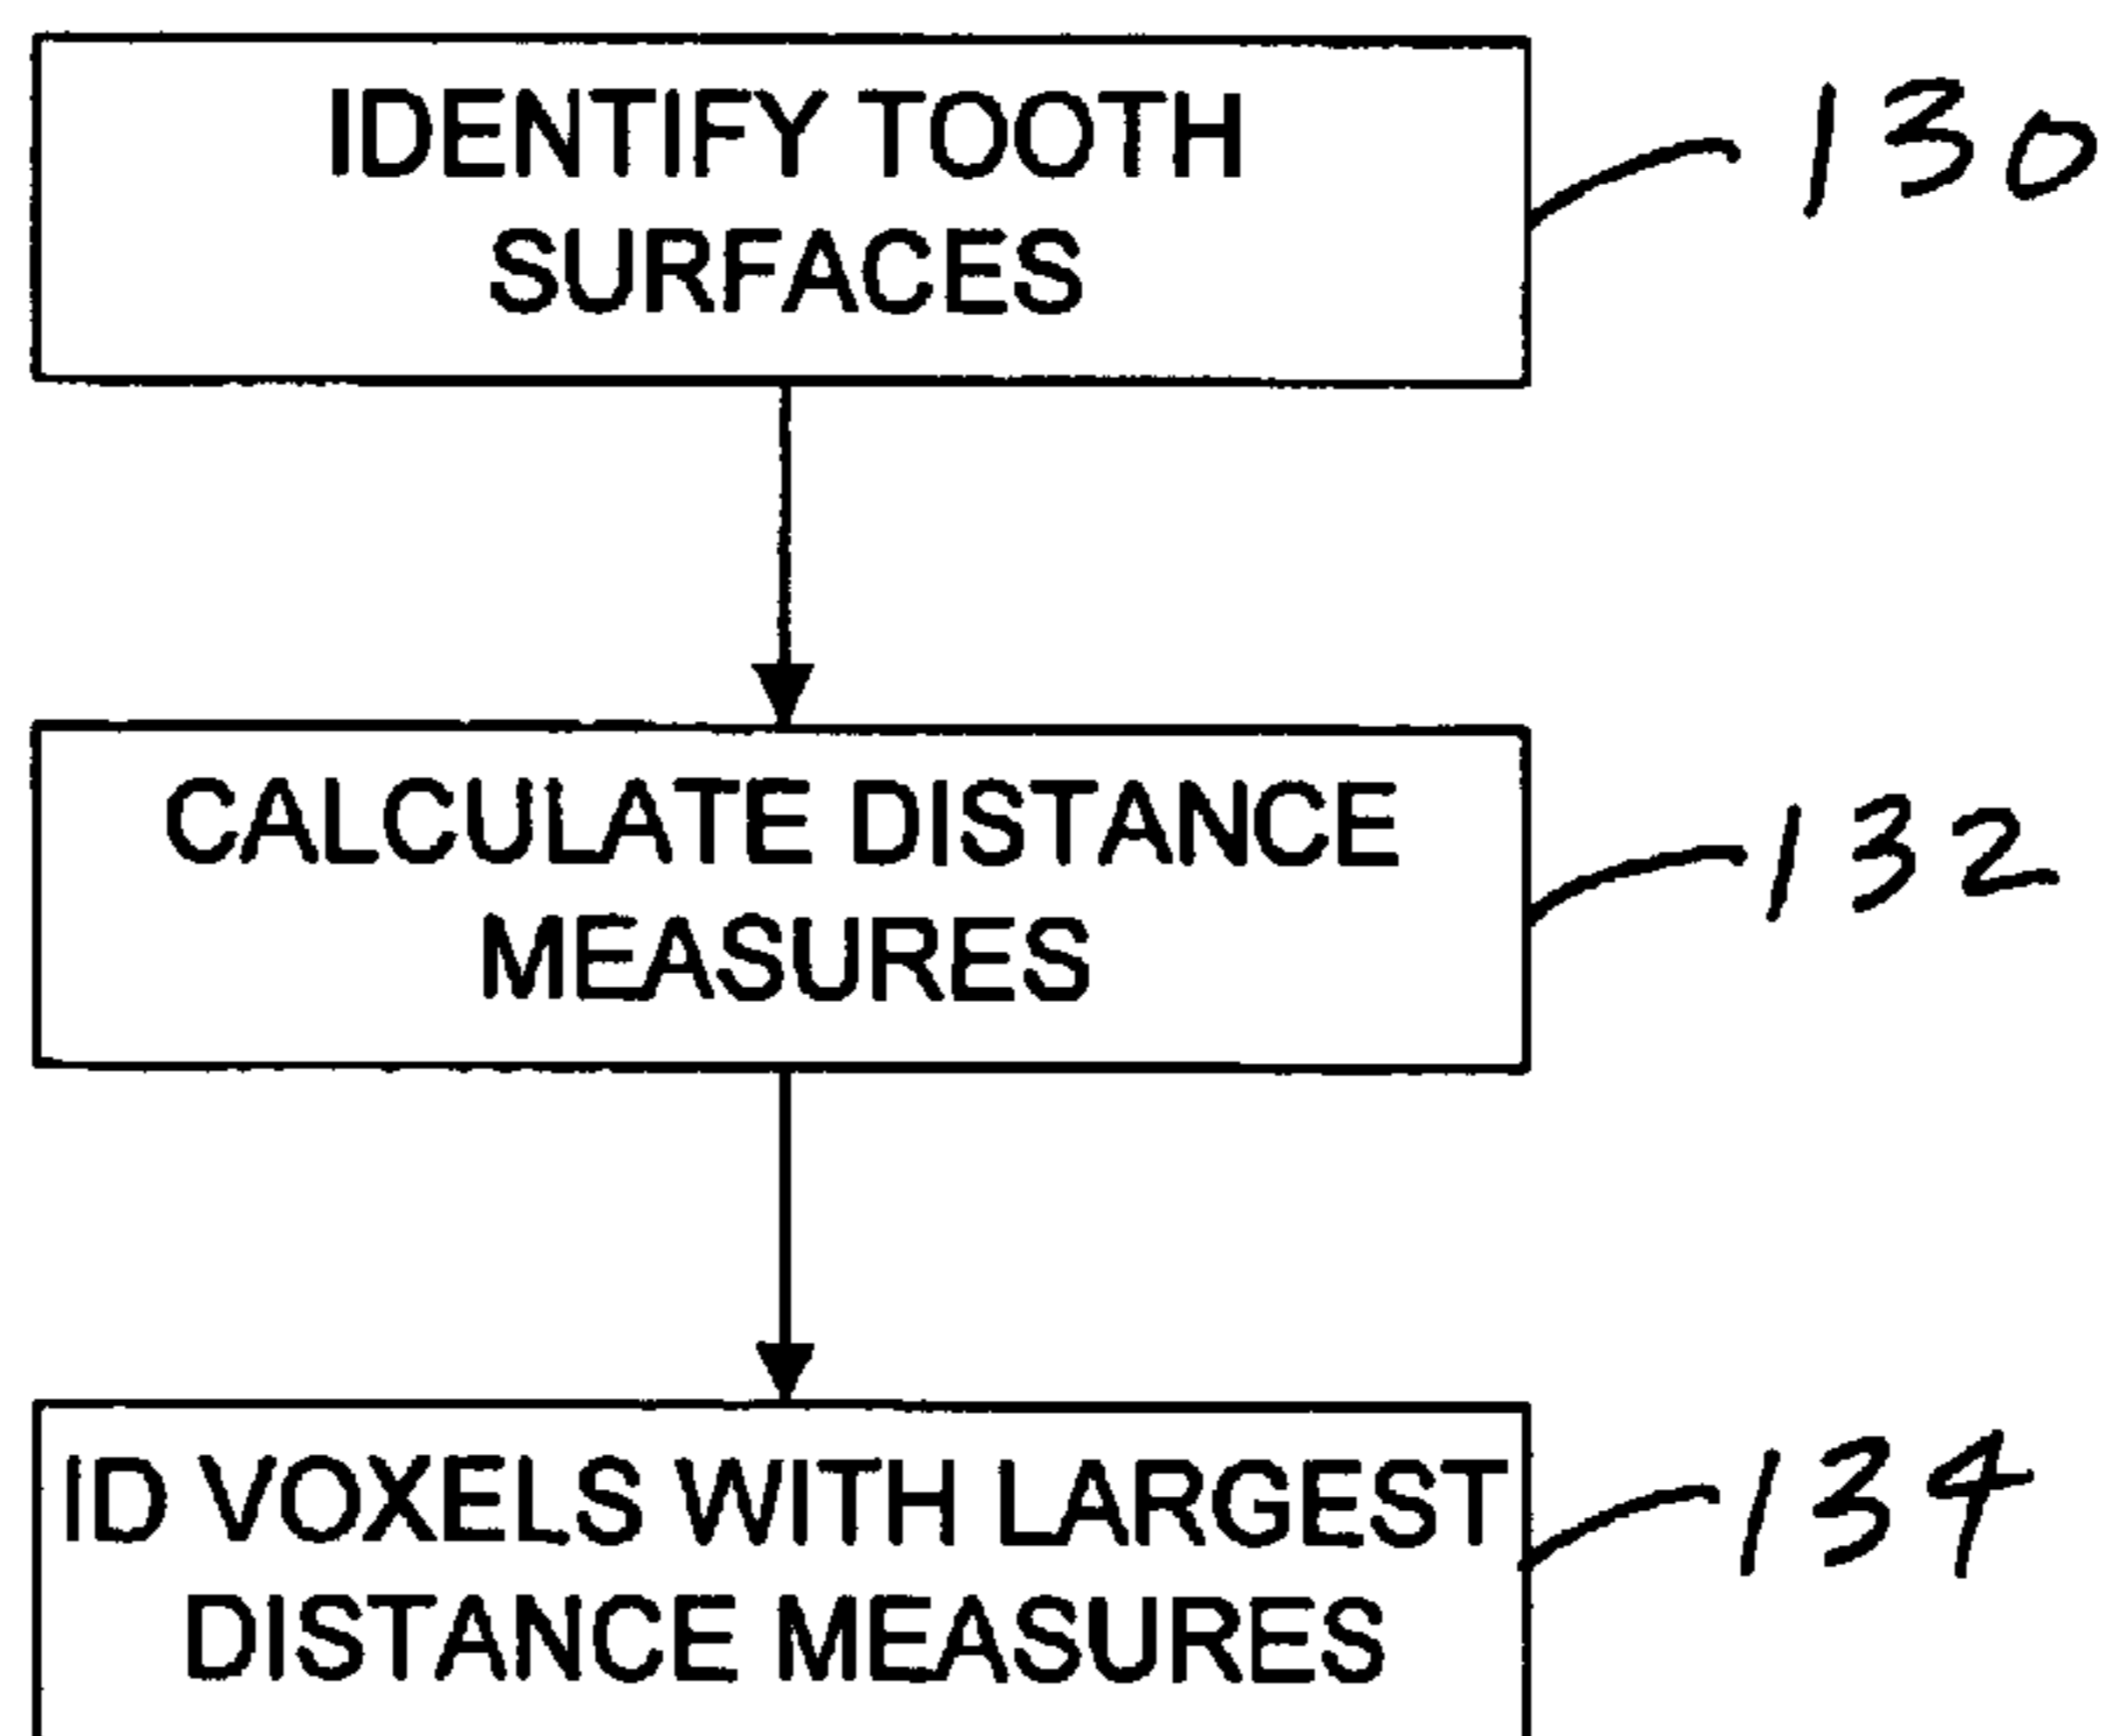 IDENTIFY TOOTH
SURFACES
130
CALCULATE DISTANCE
MEASURES
132
ID VOXELS WITH LARGEST
DISTANCE MEASURES
134